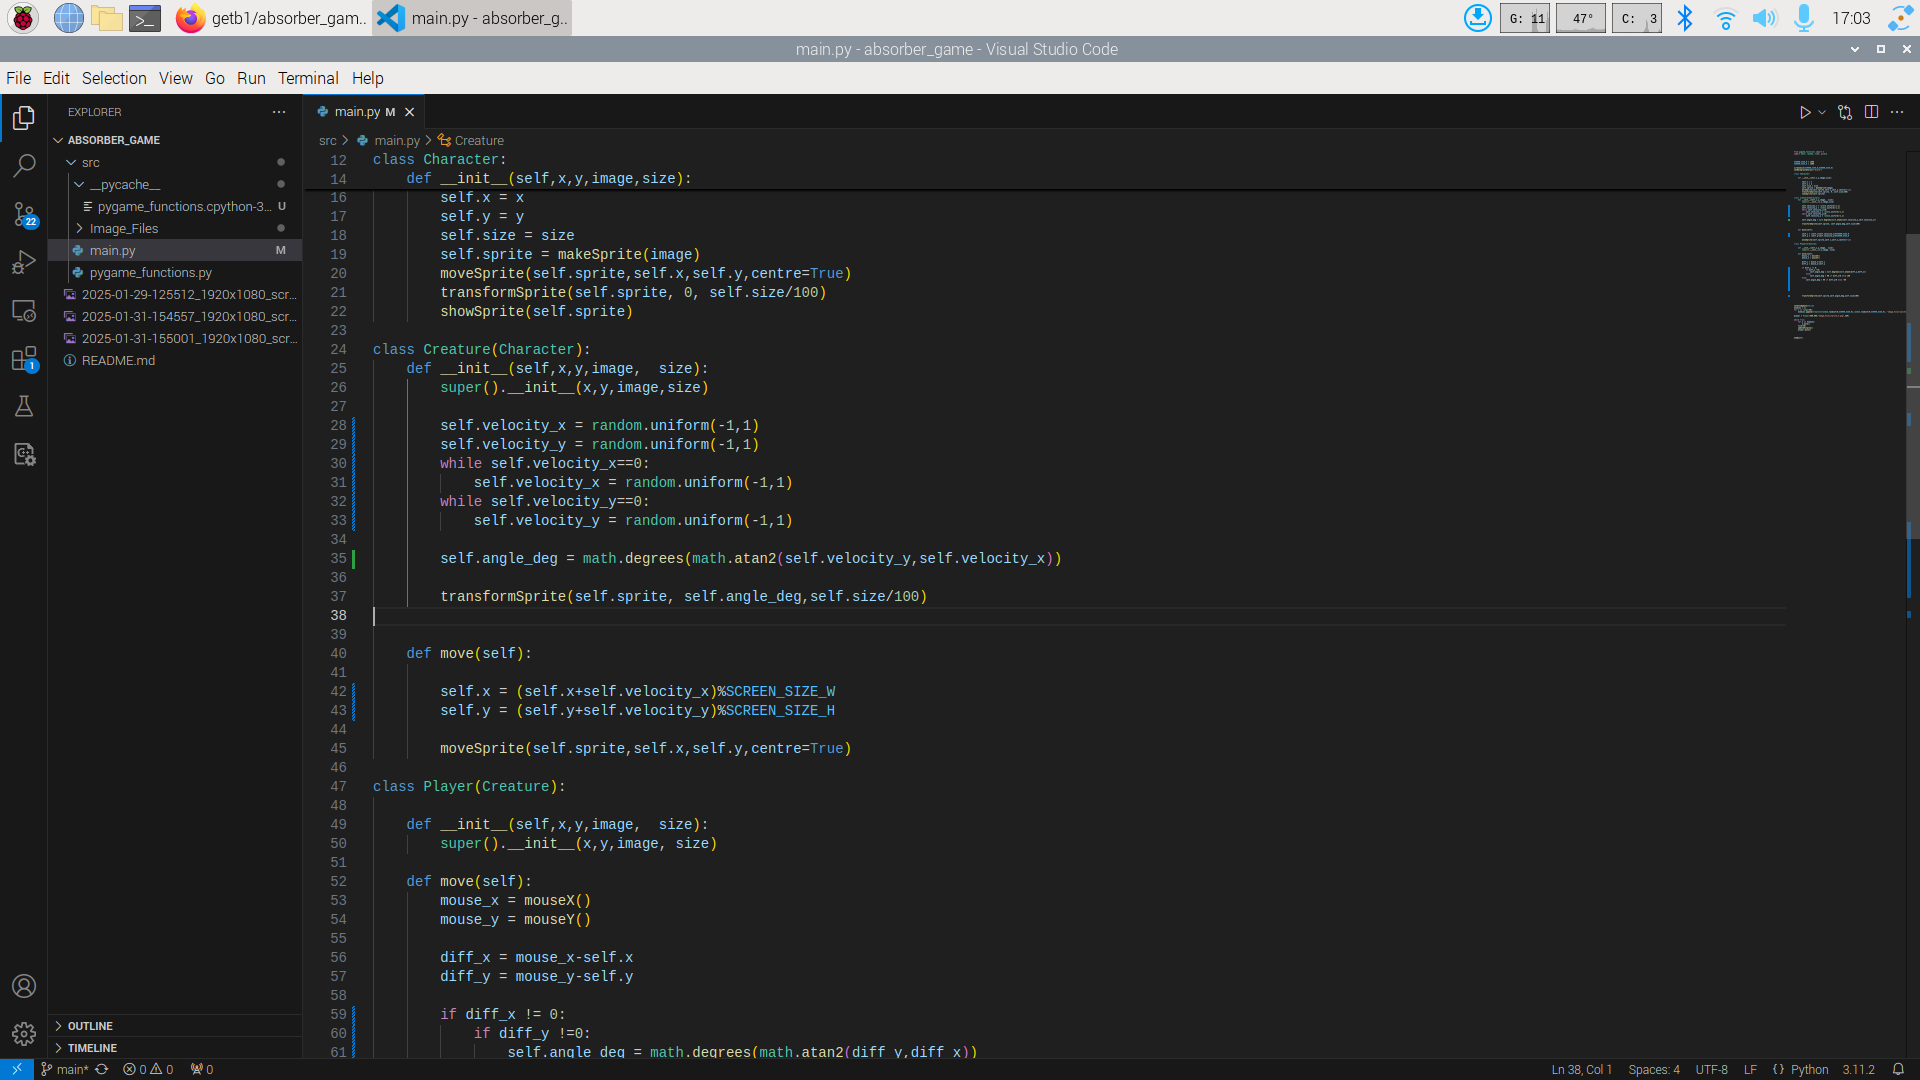 getb1/absorber_gam..
main.py - absorber_g..
G: 11
47°
C: 3
17:03
main.py - absorber_game - Visual Studio Code
File Edit Selection View Go Run Terminal Help
EXPLORER
main.py M
ABSORBER_GAME
src > main.py > Creature
src
__pycache__
pygame_functions.cpython-3... U
Image_Files
main.py M
pygame_functions.py
2025-01-29-125512_1920x1080_scr...
2025-01-31-154557_1920x1080_scr...
2025-01-31-155001_1920x1080_scr...
README.md
22
1
OUTLINE
TIMELINE
12 class Character:
14 def __init__(self,x,y,image,size):
16 self.x = x
17 self.y = y
18 self.size = size
19 self.sprite = makeSprite(image)
20 moveSprite(self.sprite,self.x,self.y,centre=True)
21 transformSprite(self.sprite, 0, self.size/100)
22 showSprite(self.sprite)
23
24 class Creature(Character):
25 def __init__(self,x,y,image,  size):
26 super().__init__(x,y,image,size)
27
28 self.velocity_x = random.uniform(-1,1)
29 self.velocity_y = random.uniform(-1,1)
30 while self.velocity_x==0:
31 self.velocity_x = random.uniform(-1,1)
32 while self.velocity_y==0:
33 self.velocity_y = random.uniform(-1,1)
34
35 self.angle_deg = math.degrees(math.atan2(self.velocity_y,self.velocity_x))
36
37 transformSprite(self.sprite, self.angle_deg,self.size/100)
38
39
40 def move(self):
41
42 self.x = (self.x+self.velocity_x)%SCREEN_SIZE_W
43 self.y = (self.y+self.velocity_y)%SCREEN_SIZE_H
44
45 moveSprite(self.sprite,self.x,self.y,centre=True)
46
47 class Player(Creature):
48
49 def __init__(self,x,y,image,  size):
50 super().__init__(x,y,image, size)
51
52 def move(self):
53 mouse_x = mouseX()
54 mouse_y = mouseY()
55
56 diff_x = mouse_x-self.x
57 diff_y = mouse_y-self.y
58
59 if diff_x != 0:
60 if diff_y !=0:
61 self.angle_deg = math.degrees(math.atan2(diff_y,diff_x))
main* 0 0 0
Ln 38, Col 1 Spaces: 4 UTF-8 LF {} Python 3.11.2